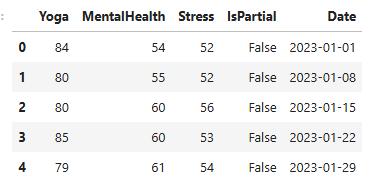 Yoga MentalHealth Stress IsPartial Date
0 84 54 52 False 2023-01-01
1 80 55 52 False 2023-01-08
2 80 60 56 False 2023-01-15
3 85 60 53 False 2023-01-22
4 79 61 54 False 2023-01-29